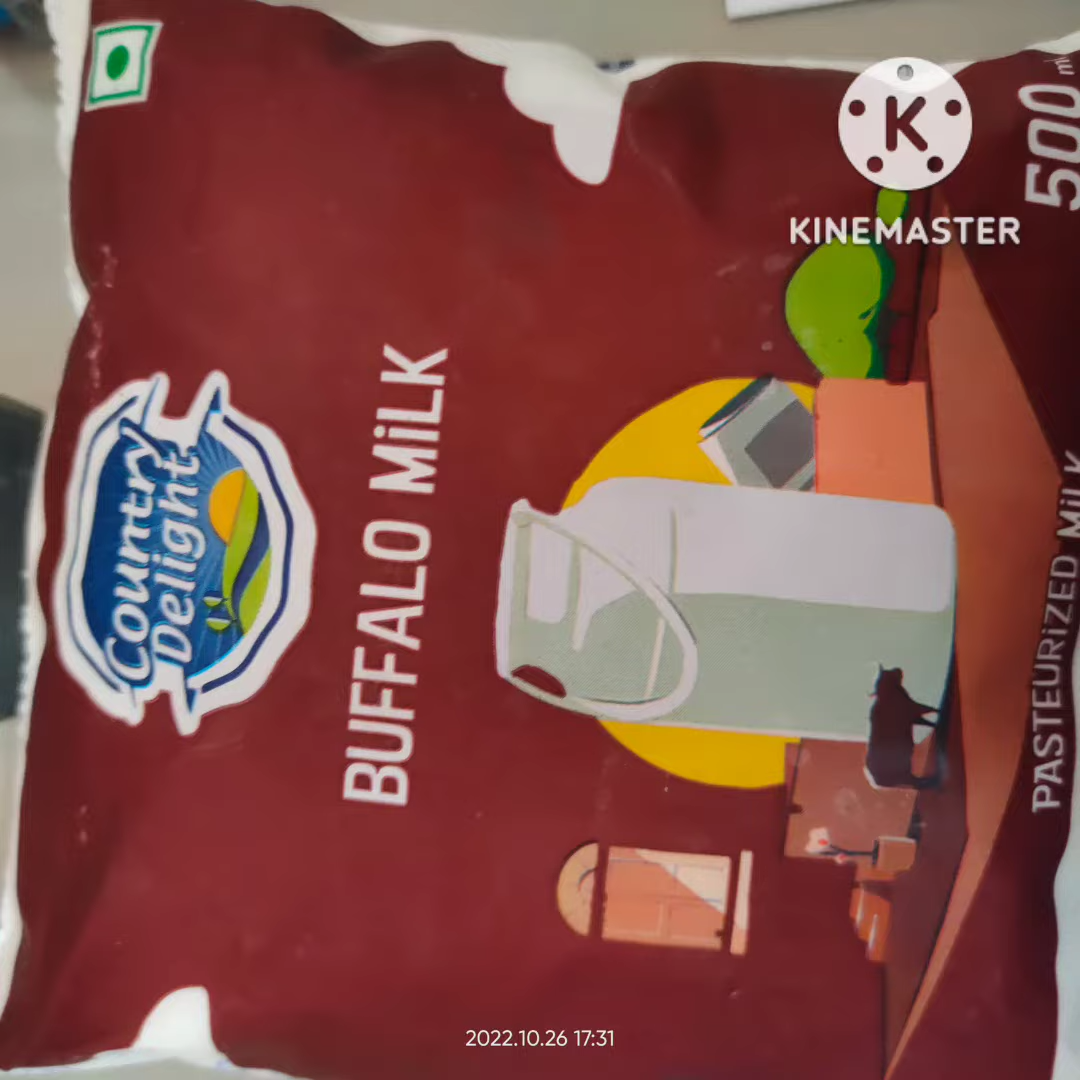 Country
Delight
BUFFALO MiLK
500 ml
PASTEURiZED MiLK
K
KINEMASTER
2022.10.26 17:31